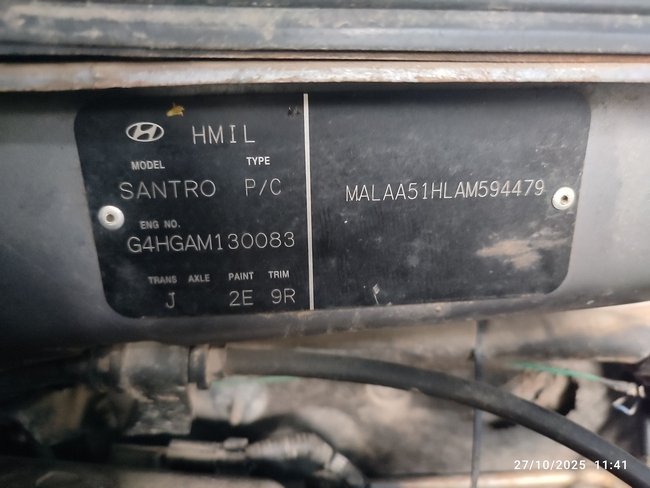 HMIL
MODEL TYPE
SANTRO P/C
ENG NO.
G4HGAM130083
TRANS AXLE PAINT TRIM
J 2E 9R
MALAA51HLAM594479
27/10/2025 11:41